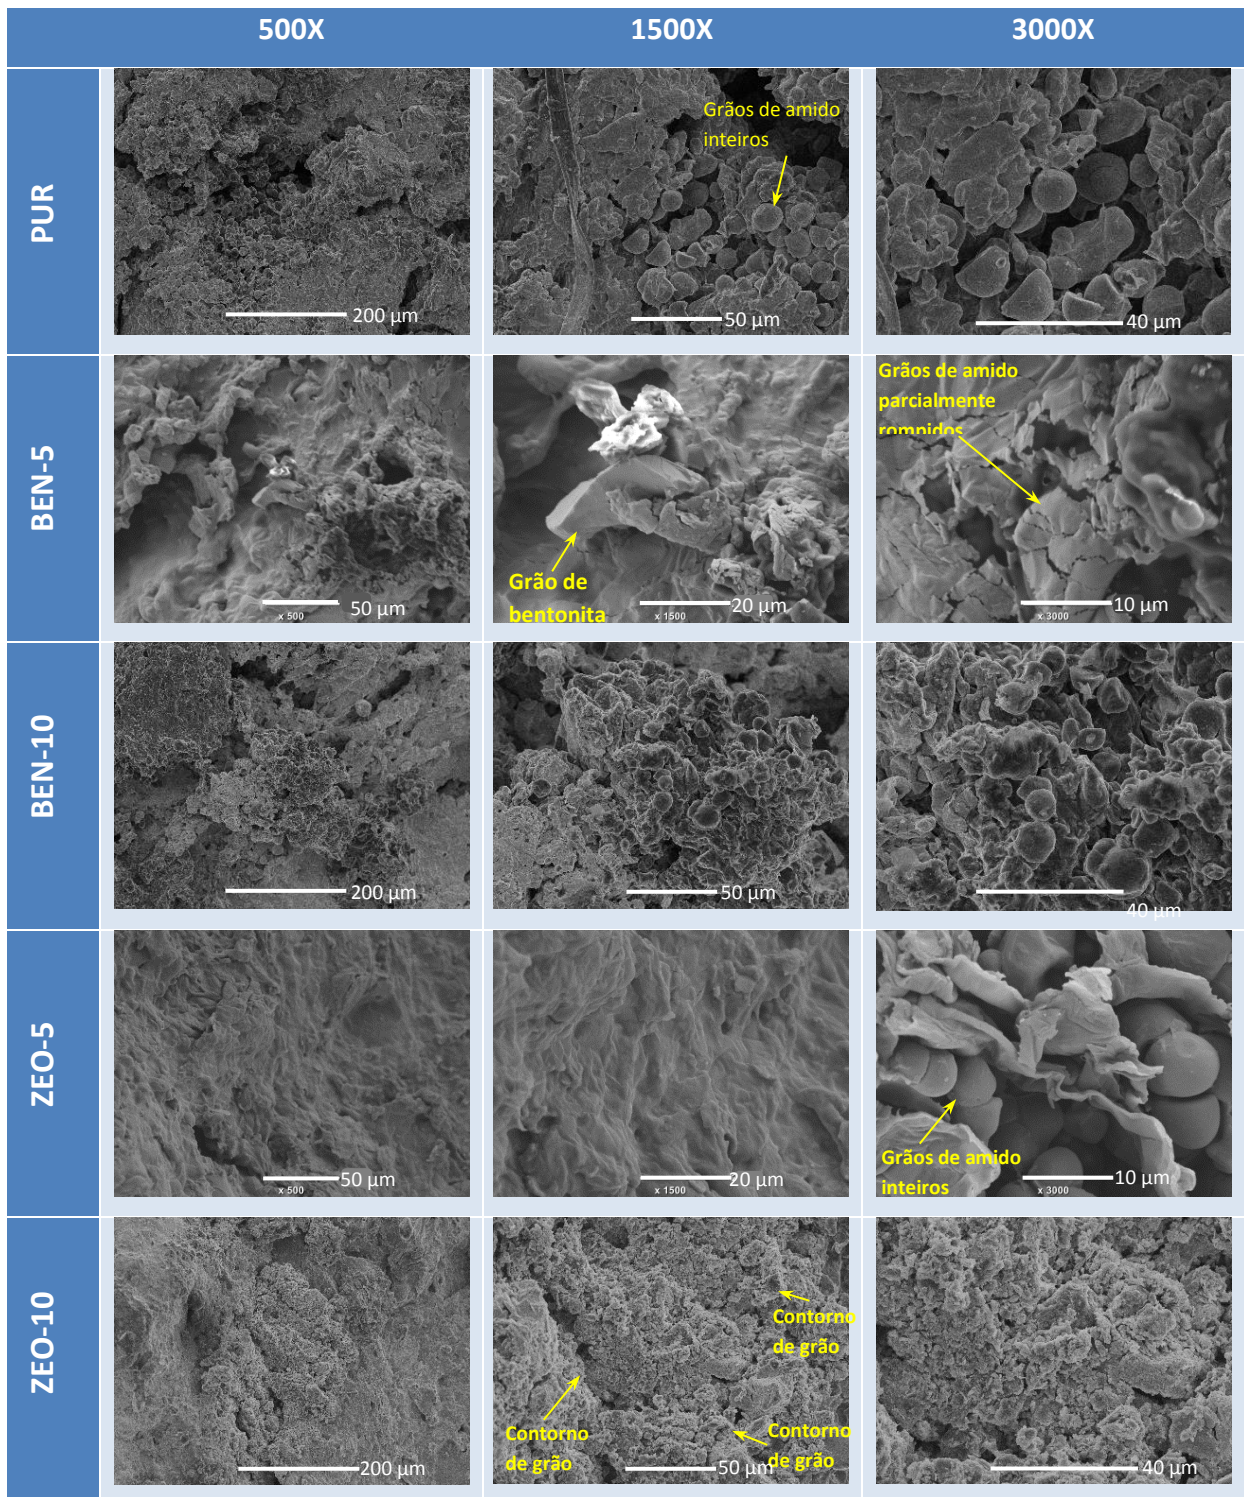 500X
1500X
3000X
PUR
200 µm
Grãos de amido
inteiros
50 µm
40 µm
BEN-5
50 µm
x 500
Grão de
bentonita
20 µm
x 1500
Grãos de amido
parcialmente
rompidos
10 µm
x 3000
BEN-10
200 µm
50 µm
40 µm
ZEO-5
50 µm
x 500
20 µm
x 1500
Grãos de amido
inteiros
10 µm
x 3000
ZEO-10
200 µm
Contorno
de grão
Contorno
de grão
Contorno
de grão
50 µm
40 µm